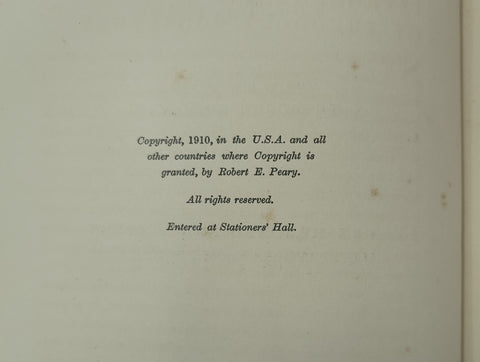 Copyright, 1910, in the U.S.A. and all
other countries where Copyright is
granted, by Robert E. Peary.
All rights reserved.
Entered at Stationers' Hall.